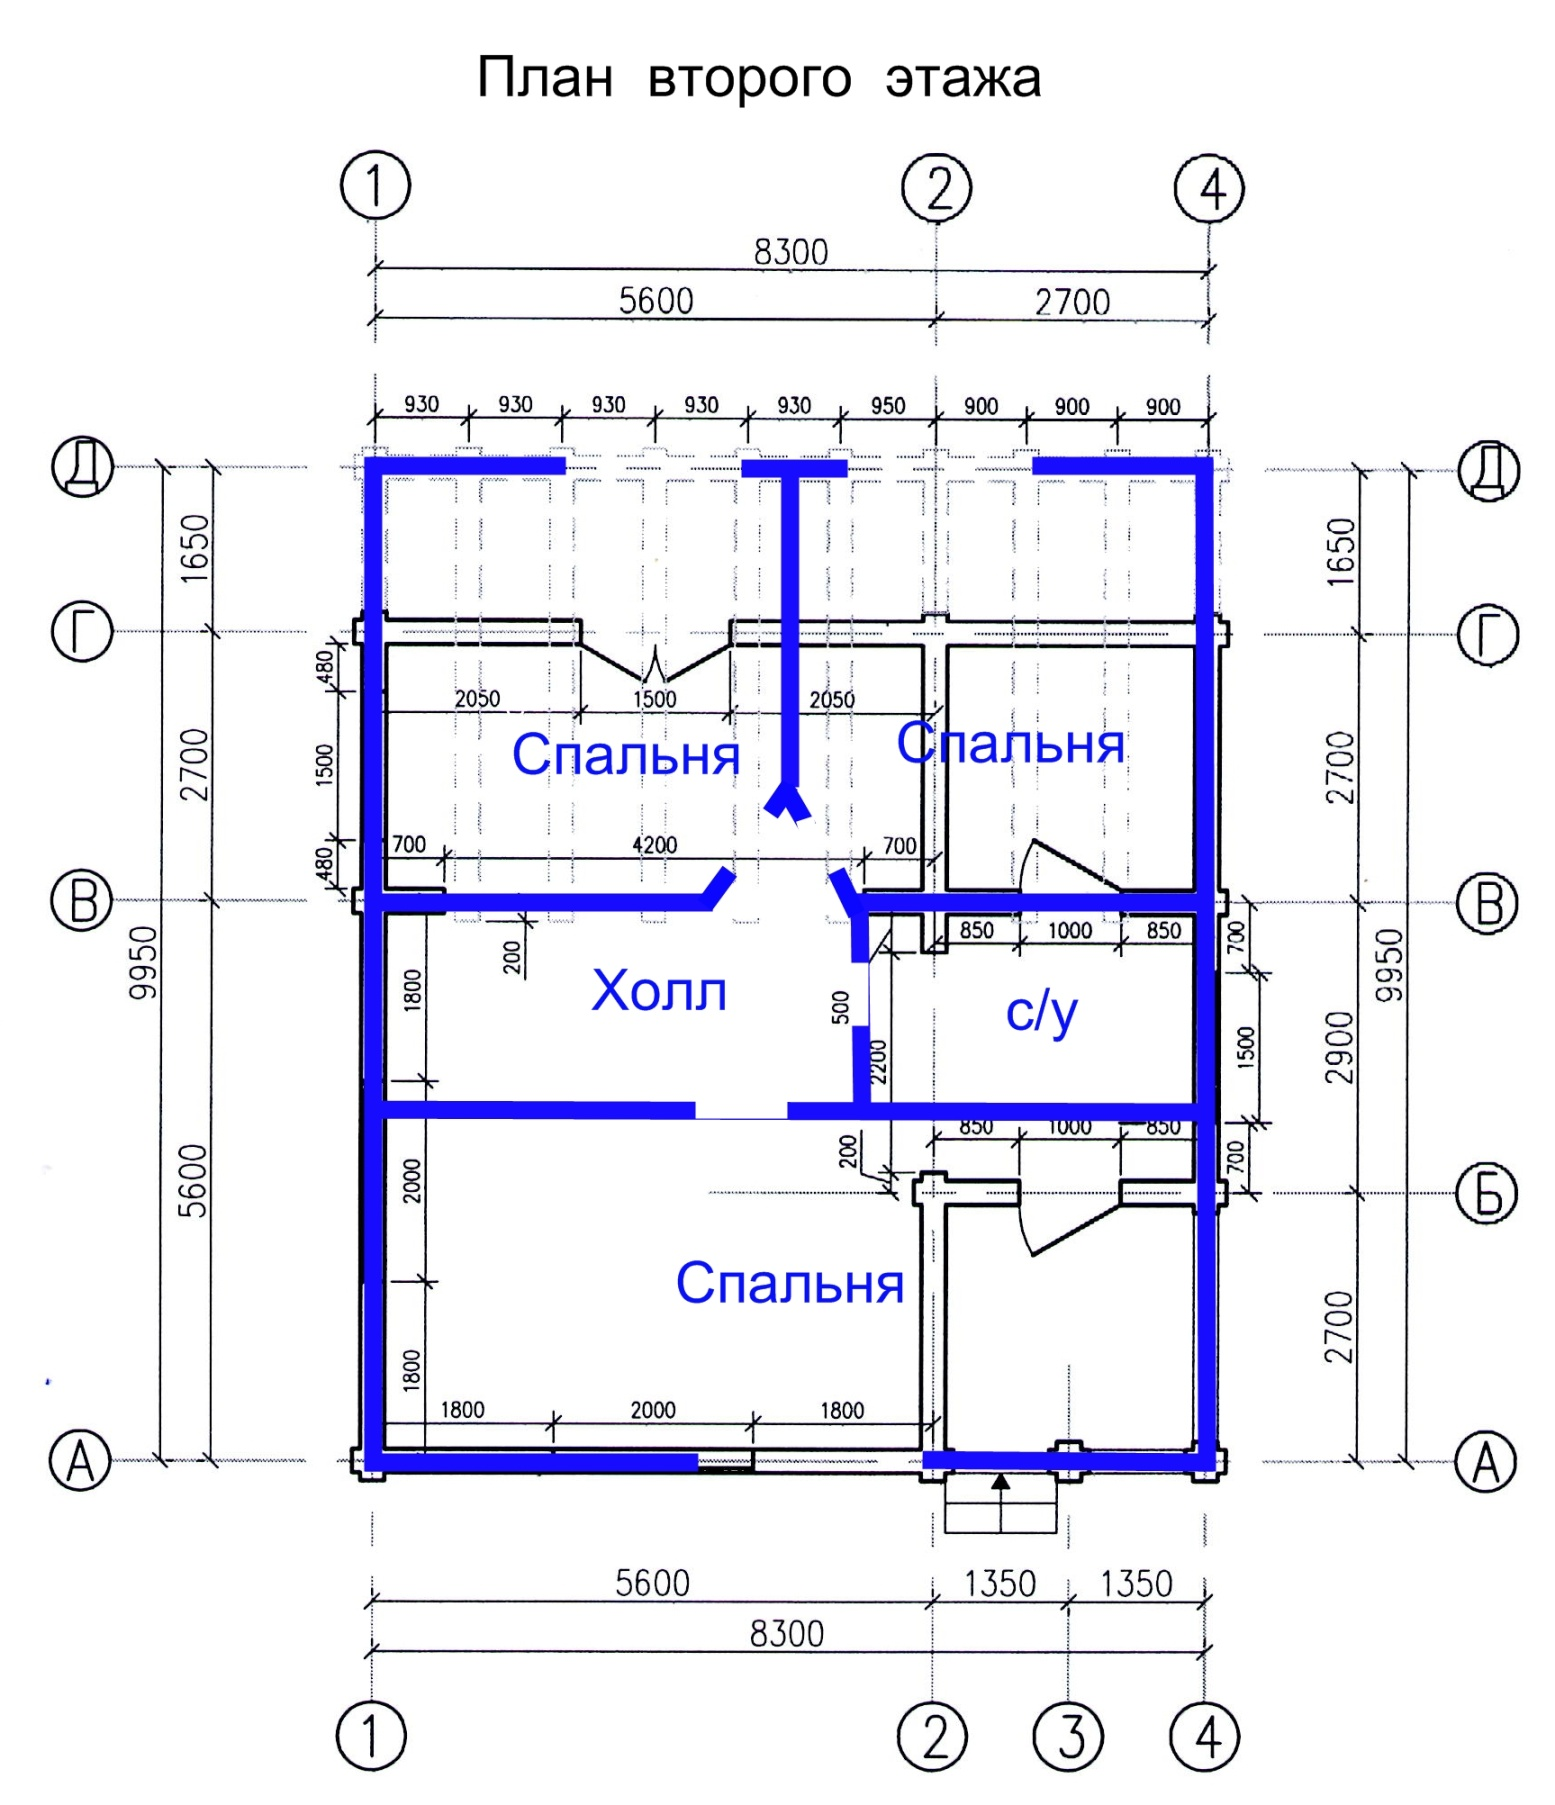 План второго этажа
1 2 4
8300
5600 2700
930 930 930 930 930 950 900 900 900
Д Д
1650 1650
Г Г
480
2050 1500 2050
Спальня Спальня
2700 1500 2700
700 4200 700
480
В В
850 1000 850
700
9950 200 9950
1800 Холл 500 с/у
2200 1500 2900
850 1000 850
200 700
2000
5600 Б
Спальня
2700
1800
1800 2000 1800
А А
5600 1350 1350
8300
1 2 3 4